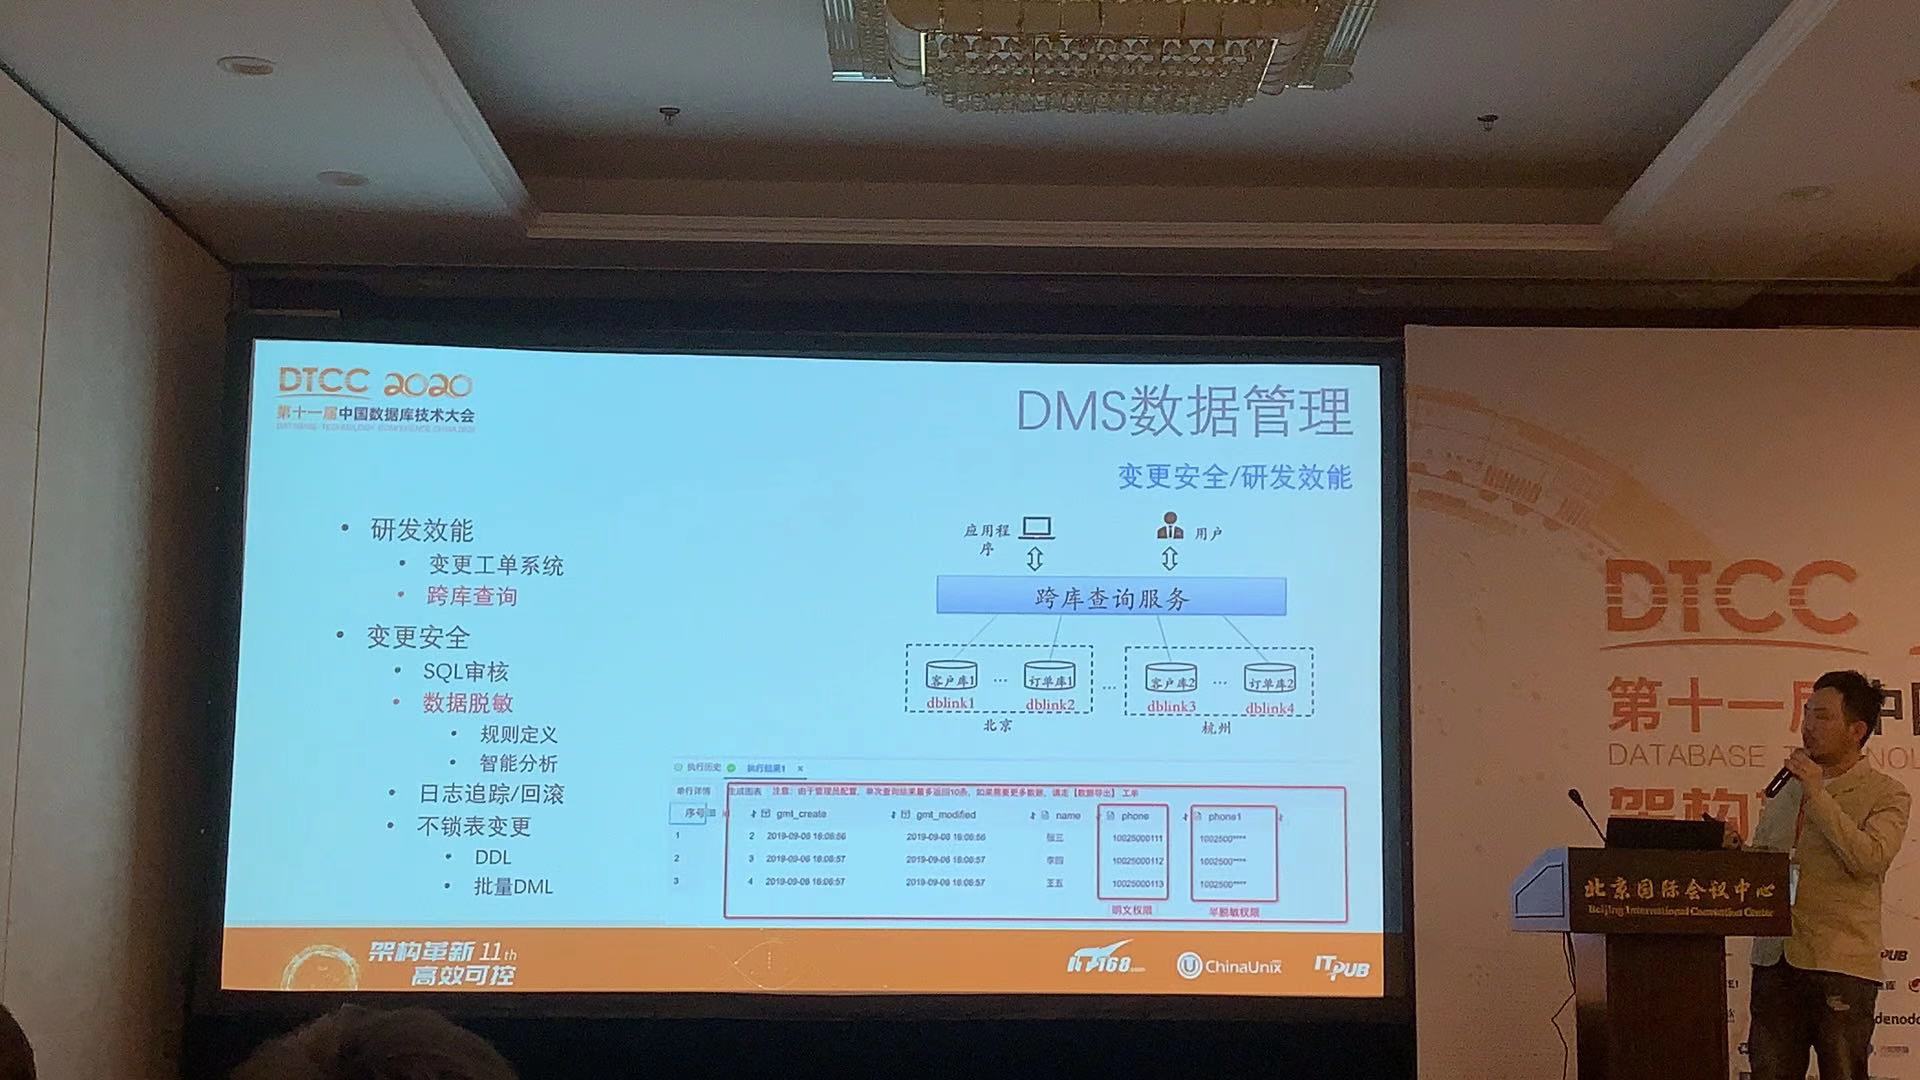 DTCC 2020
第十一届中国数据库技术大会
DATABASE TECHNOLOGY CONFERENCE CHINA 2020
DMS数据管理
变更安全/研发效能
• 研发效能
• 变更工单系统
• 跨库查询
• 变更安全
• SQL审核
• 数据脱敏
• 规则定义
• 智能分析
• 日志追踪/回滚
• 不锁表变更
• DDL
• 批量DML
应用程
序
用户
跨库查询服务
客户库1 … 订单库1 … 客户库2 … 订单库2
dblink1 dblink2 dblink3 dblink4
北京 杭州
执行历史 执行结果1 ×
单行详情 生成图表 注意：由于管理员配置，单次查询结果最多返回10条，如果需要更多数据，请走【数据导出】工单
序号 gmt_create gmt_modified name phone phone1
1 2 2019-09-06 16:06:56 2019-09-06 16:06:56 张三 10025000111 1002500****
2 3 2019-09-06 16:06:57 2019-09-06 16:06:57 李四 10025000112 1002500****
3 4 2019-09-06 16:06:57 2019-09-06 16:06:57 王五 10025000113 1002500****
明文权限 半脱敏权限
架构革新 11th
高效可控
IT168.com ChinaUnix ITPUB
DTCC
第十一届中
DATABASE
架构
北京国际会议中心
Beijing International Convention Center
PUB
denodo